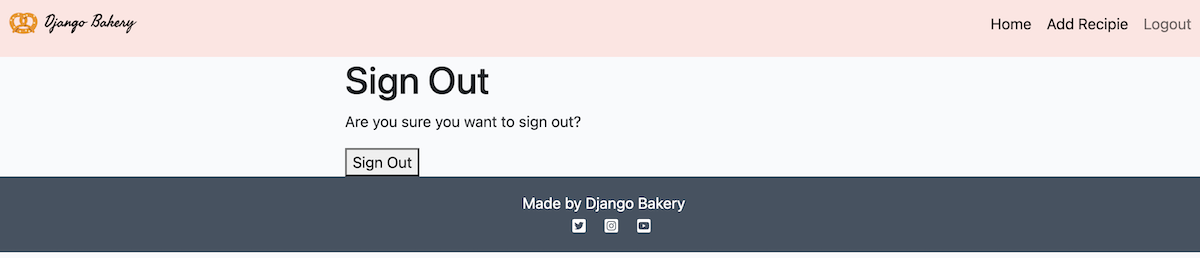 Django Bakery
Home Add Recipie Logout
Sign Out
Are you sure you want to sign out?
Sign Out
Made by Django Bakery